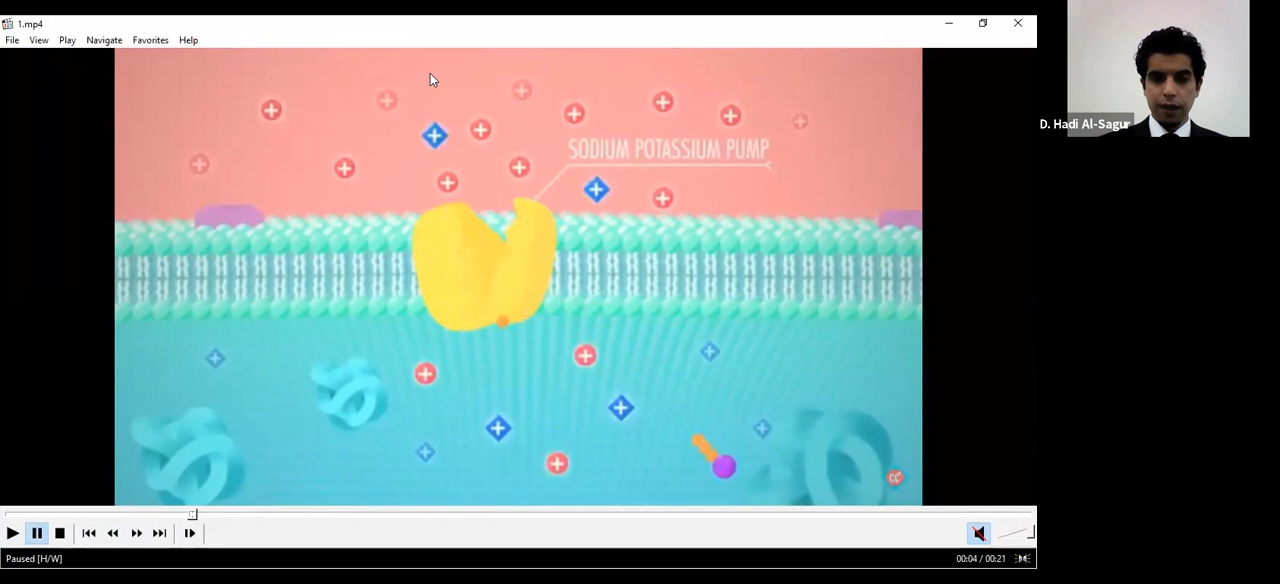 1.mp4
File View Play Navigate Favorites Help
D. Hadi Al-Sagur
SODIUM POTASSIUM PUMP
CC
Paused [H/W]
00:04 / 00:21